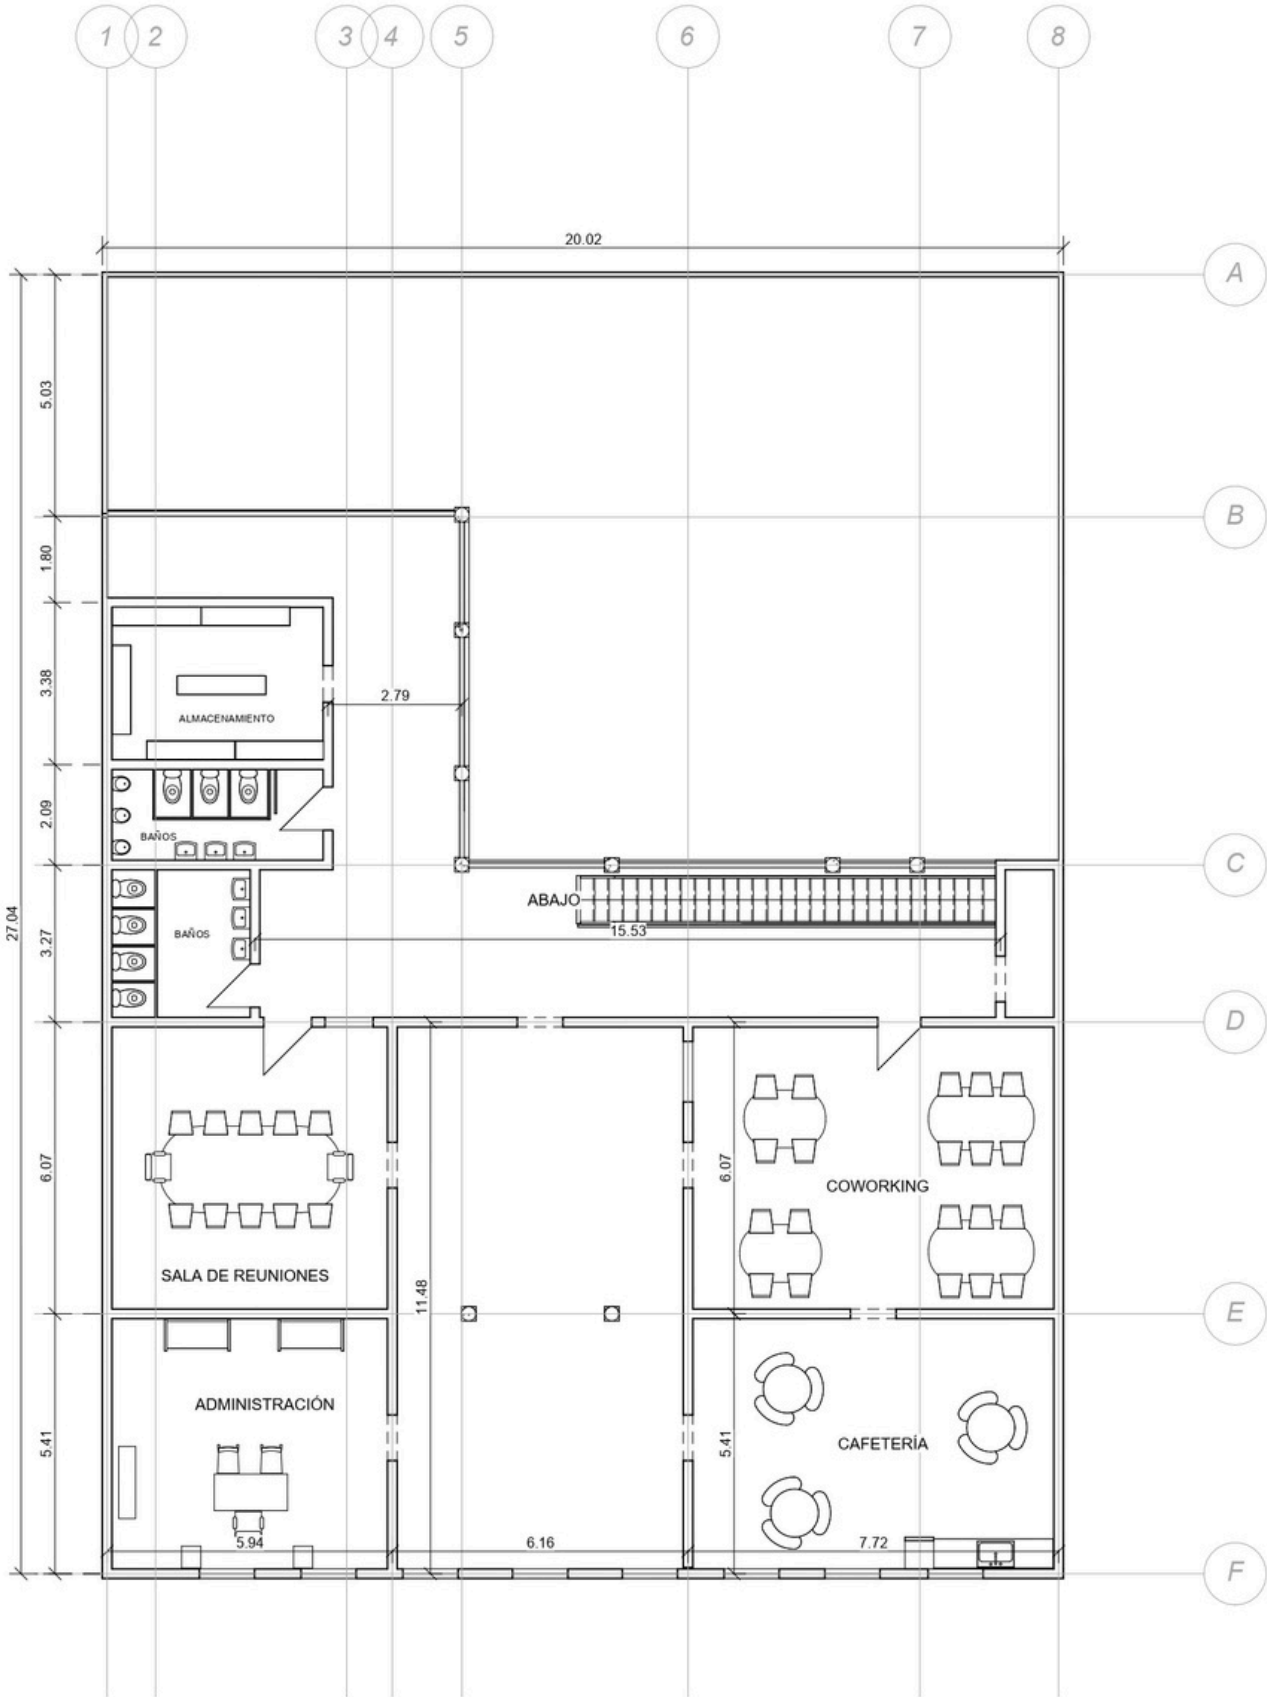 1 2 3 4 5 6 7 8
20.02
A
5.03
B
1.80
3.38
2.79
ALMACENAMIENTO
2.09
BAÑOS
C
ABAJO
27.04
3.27
BAÑOS
15.53
D
6.07
6.07
COWORKING
SALA DE REUNIONES
11.48
E
ADMINISTRACIÓN
5.41
5.41
CAFETERÍA
5.94
6.16
7.72
F